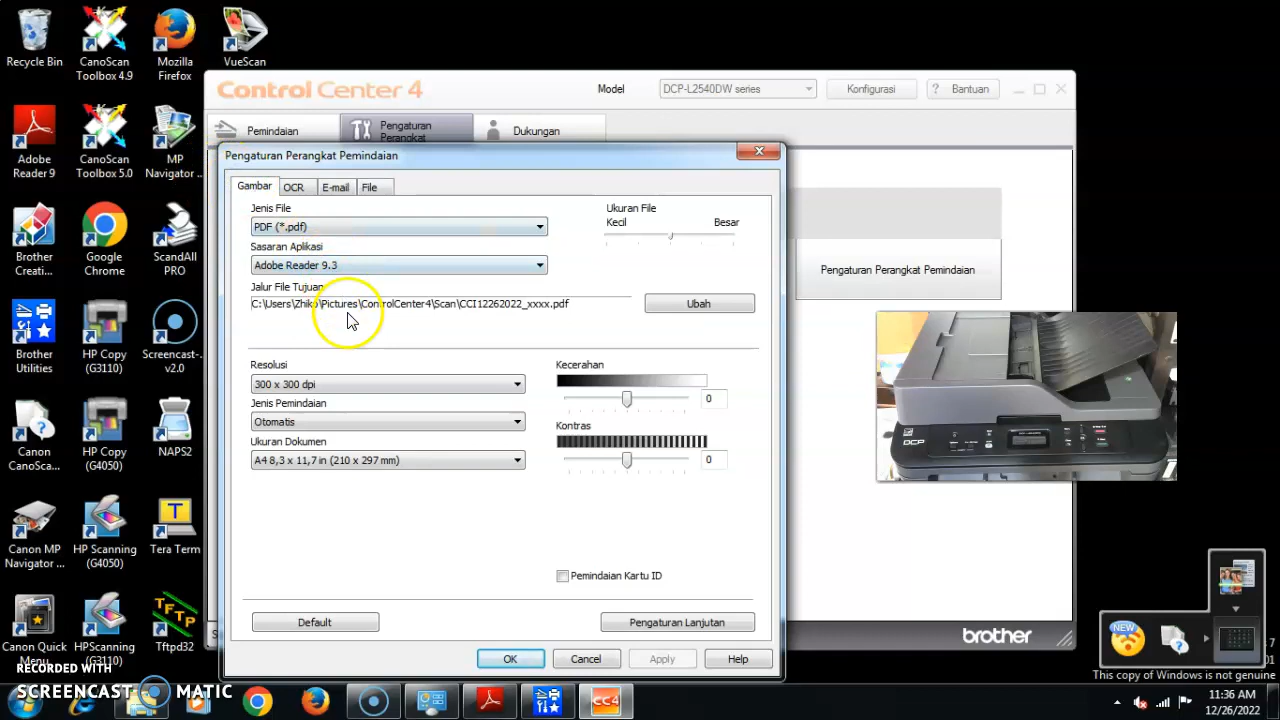 Recycle Bin
CanoScan
Toolbox 4.9
Mozilla
Firefox
VueScan
Adobe
Reader 9
CanoScan
Toolbox 5.0
MP
Navigator ...
Brother
Creati...
Google
Chrome
ScandAll
PRO
Brother
Utilities
HP Copy
(G3110)
Screencast-...
v2.0
Canon
CanoSca...
HP Copy
(G4050)
NAPS2
Canon MP
Navigator ...
HP Scanning
(G4050)
Tera Term
Canon Quick
Menu
HPScanning
(G3110)
Tftpd32
ControlCenter 4
Model
DCP-L2540DW series
Konfigurasi
? Bantuan
Pemindaian
Pengaturan
Perangkat
Dukungan
Pengaturan Perangkat Pemindaian
Gambar
OCR
E-mail
File
Jenis File
PDF (*.pdf)
Ukuran File
Kecil
Besar
Sasaran Aplikasi
Adobe Reader 9.3
Jalur File Tujuan
C:\Users\Zhiko\Pictures\ControlCenter4\Scan\CCI12262022_xxxx.pdf
Ubah
Resolusi
300 x 300 dpi
Jenis Pemindaian
Otomatis
Ukuran Dokumen
A4 8,3 x 11,7 in (210 x 297 mm)
Kecerahan
0
Kontras
0
Pemindaian Kartu ID
Default
Pengaturan Lanjutan
OK
Cancel
Apply
Help
Pengaturan Perangkat Pemindaian
DCP
brother
NEW
This copy of Windows is not genuine
RECORDED WITH
SCREENCAST MATIC
CC4
11:36 AM
12/26/2022